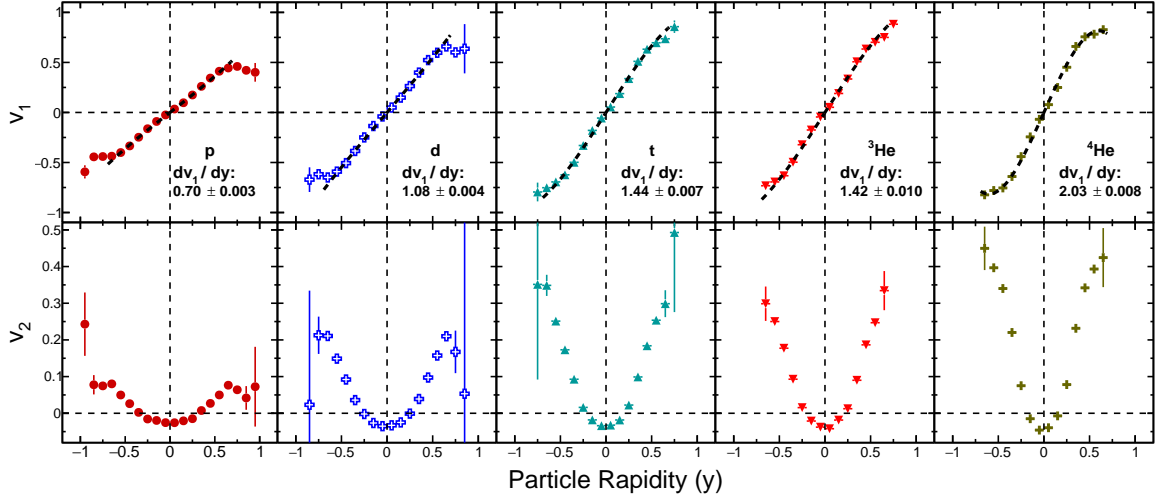 v1
1
0.5
0
−0.5
−1
p
dv1 / dy:
0.70 ± 0.003
d
dv1 / dy:
1.08 ± 0.004
t
dv1 / dy:
1.44 ± 0.007
3He
dv1 / dy:
1.42 ± 0.010
4He
dv1 / dy:
2.03 ± 0.008
v2
0.5
0.4
0.3
0.2
0.1
0
−1 −0.5 0 0.5 1
−1 −0.5 0 0.5 1
−1 −0.5 0 0.5 1
−1 −0.5 0 0.5 1
−1 −0.5 0 0.5 1
Particle Rapidity (y)